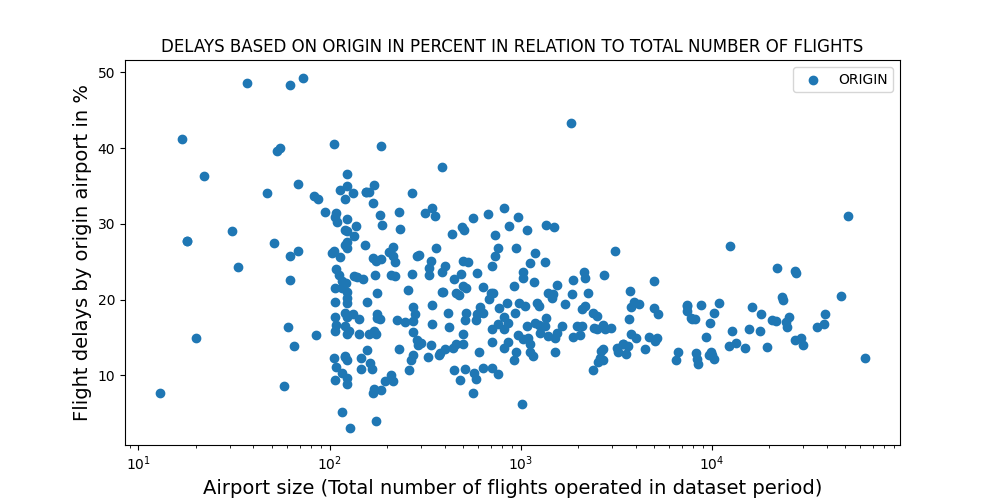 DELAYS BASED ON ORIGIN IN PERCENT IN RELATION TO TOTAL NUMBER OF FLIGHTS
ORIGIN
Flight delays by origin airport in %
50
40
30
20
10
10¹ 10² 10³ 10⁴
Airport size (Total number of flights operated in dataset period)